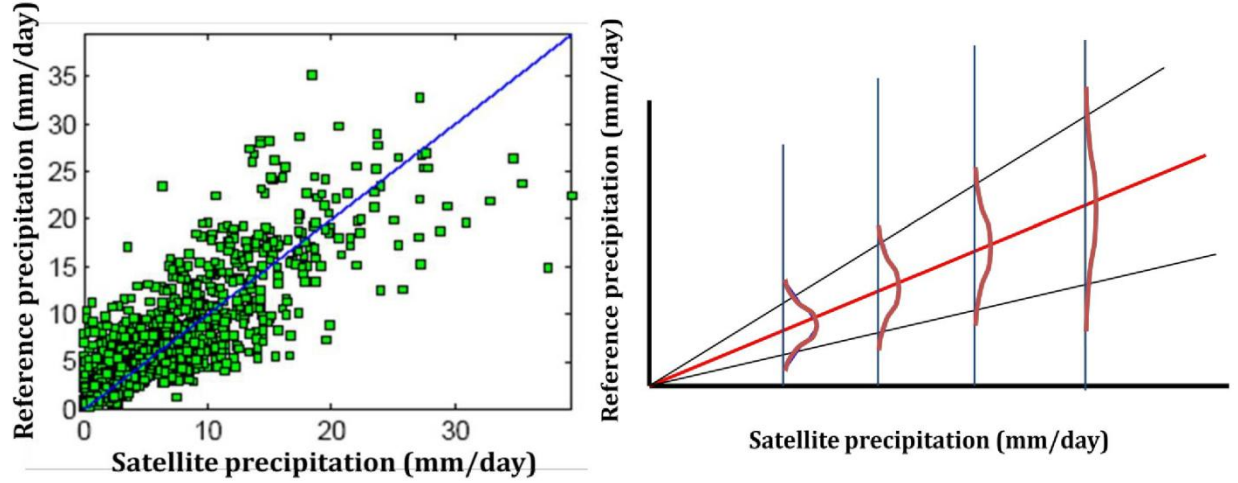 Reference precipitation (mm/day)
35
30
25
20
15
10
5
0
0 10 20 30
Satellite precipitation (mm/day)
Reference precipitation (mm/day)
Satellite precipitation (mm/day)